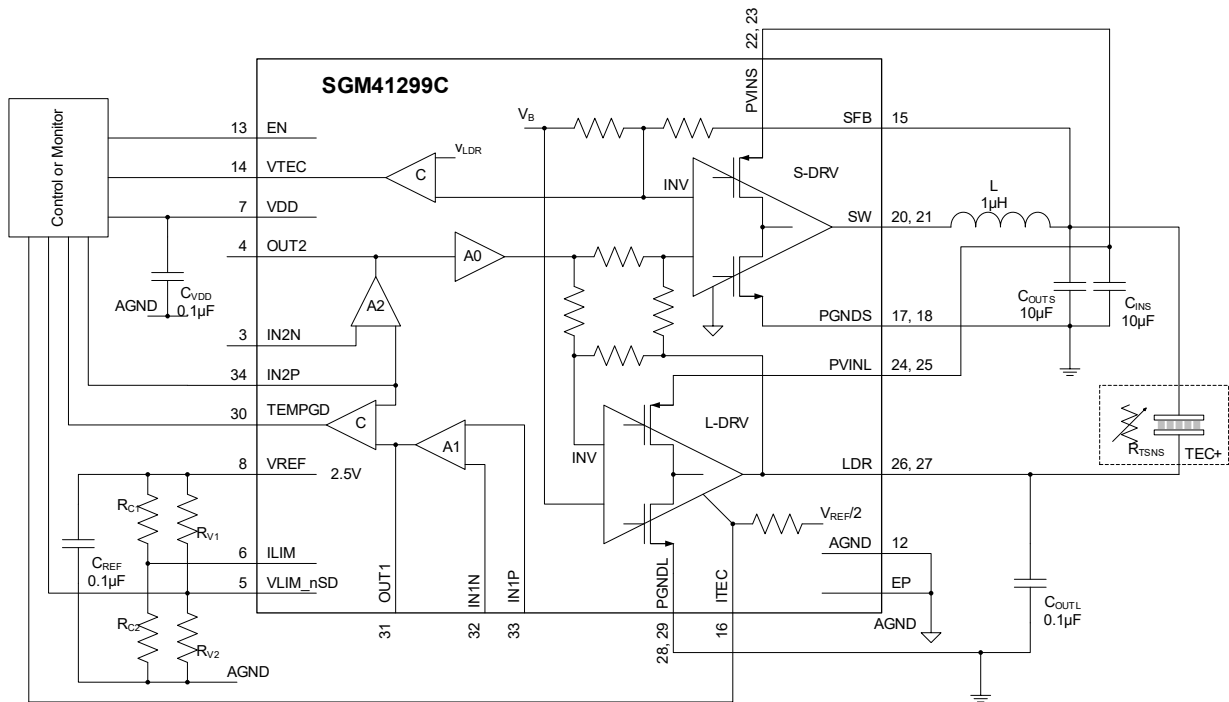 22, 23
SGM41299C
PVINS
Control or Monitor
13 EN
V_B
SFB 15
14 VTEC
C
V_LDR
S-DRV
L
1µH
INV
7 VDD
SW 20, 21
4 OUT2
A0
C_VDD
0.1µF
AGND
A2
C_OUTS
10µF
C_INS
10µF
PGNDS 17, 18
3 IN2N
PVINL 24, 25
34 IN2P
30 TEMPGD
C
A1
L-DRV
R_TSNS
TEC+
INV
LDR 26, 27
8 VREF 2.5V
R_C1
R_V1
V_REF/2
AGND 12
6 ILIM
C_REF
0.1µF
5 VLIM_nSD
EP
OUT1
IN1N
IN1P
PGNDL
ITEC
AGND
C_OUTL
0.1µF
R_C2
R_V2
31
32
33
28, 29
16
AGND